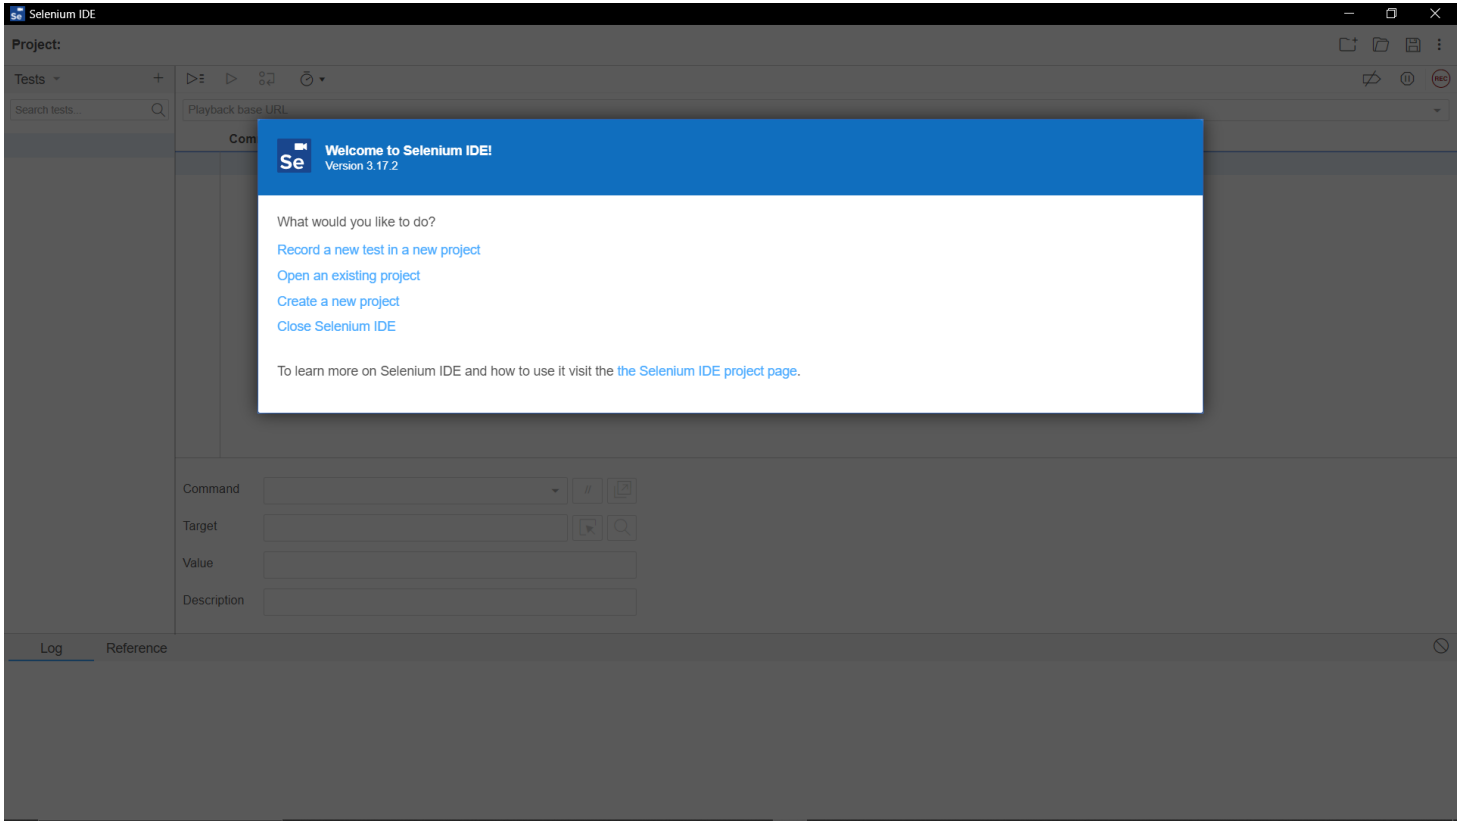 Se Selenium IDE
Project:
Tests
Search tests...
REC
Playback base URL
Com
Se
Welcome to Selenium IDE!
Version 3.17.2
What would you like to do?
Record a new test in a new project
Open an existing project
Create a new project
Close Selenium IDE
To learn more on Selenium IDE and how to use it visit the the Selenium IDE project page.
Command
//
Target
Value
Description
Log Reference